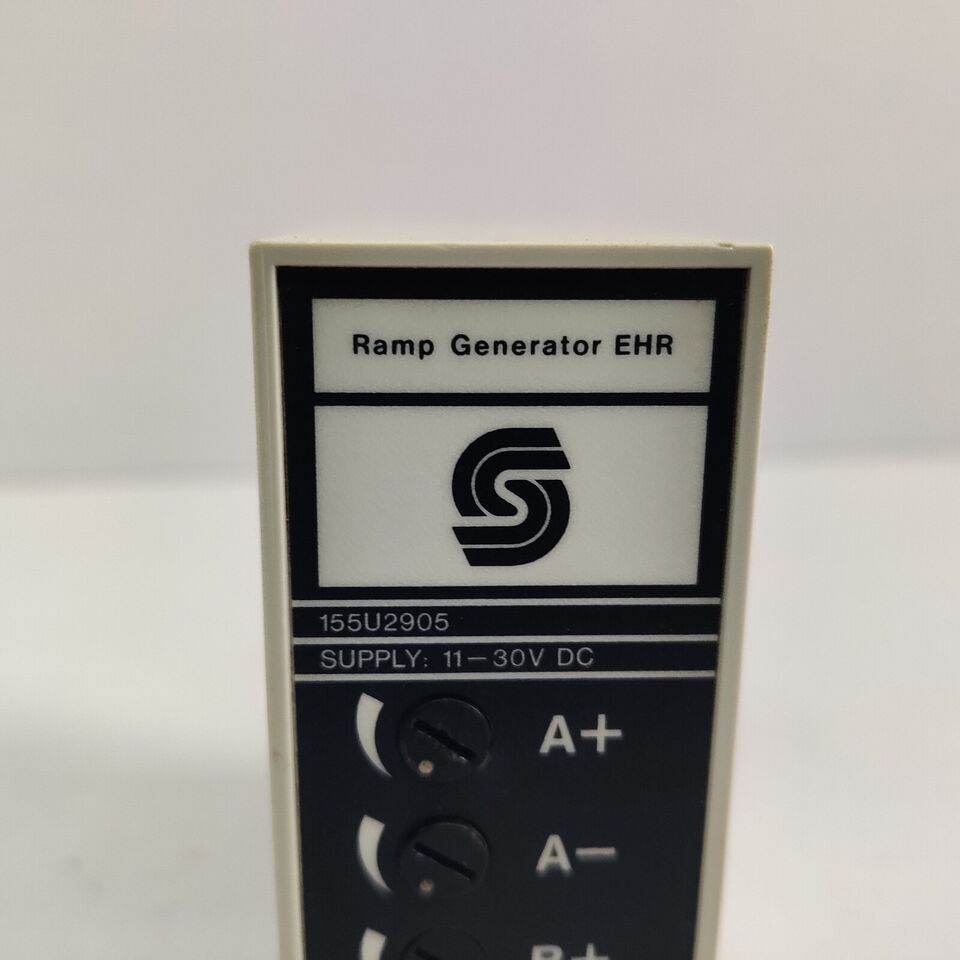 Ramp Generator EHR
S
155U2905
SUPPLY: 11-30V DC
A+
A-
B+